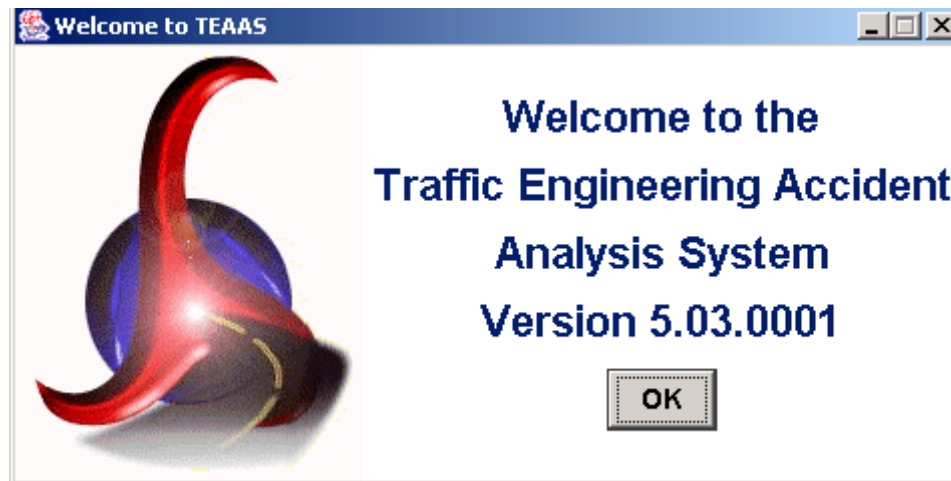 Welcome to TEAAS
Welcome to the
Traffic Engineering Accident
Analysis System
Version 5.03.0001
OK